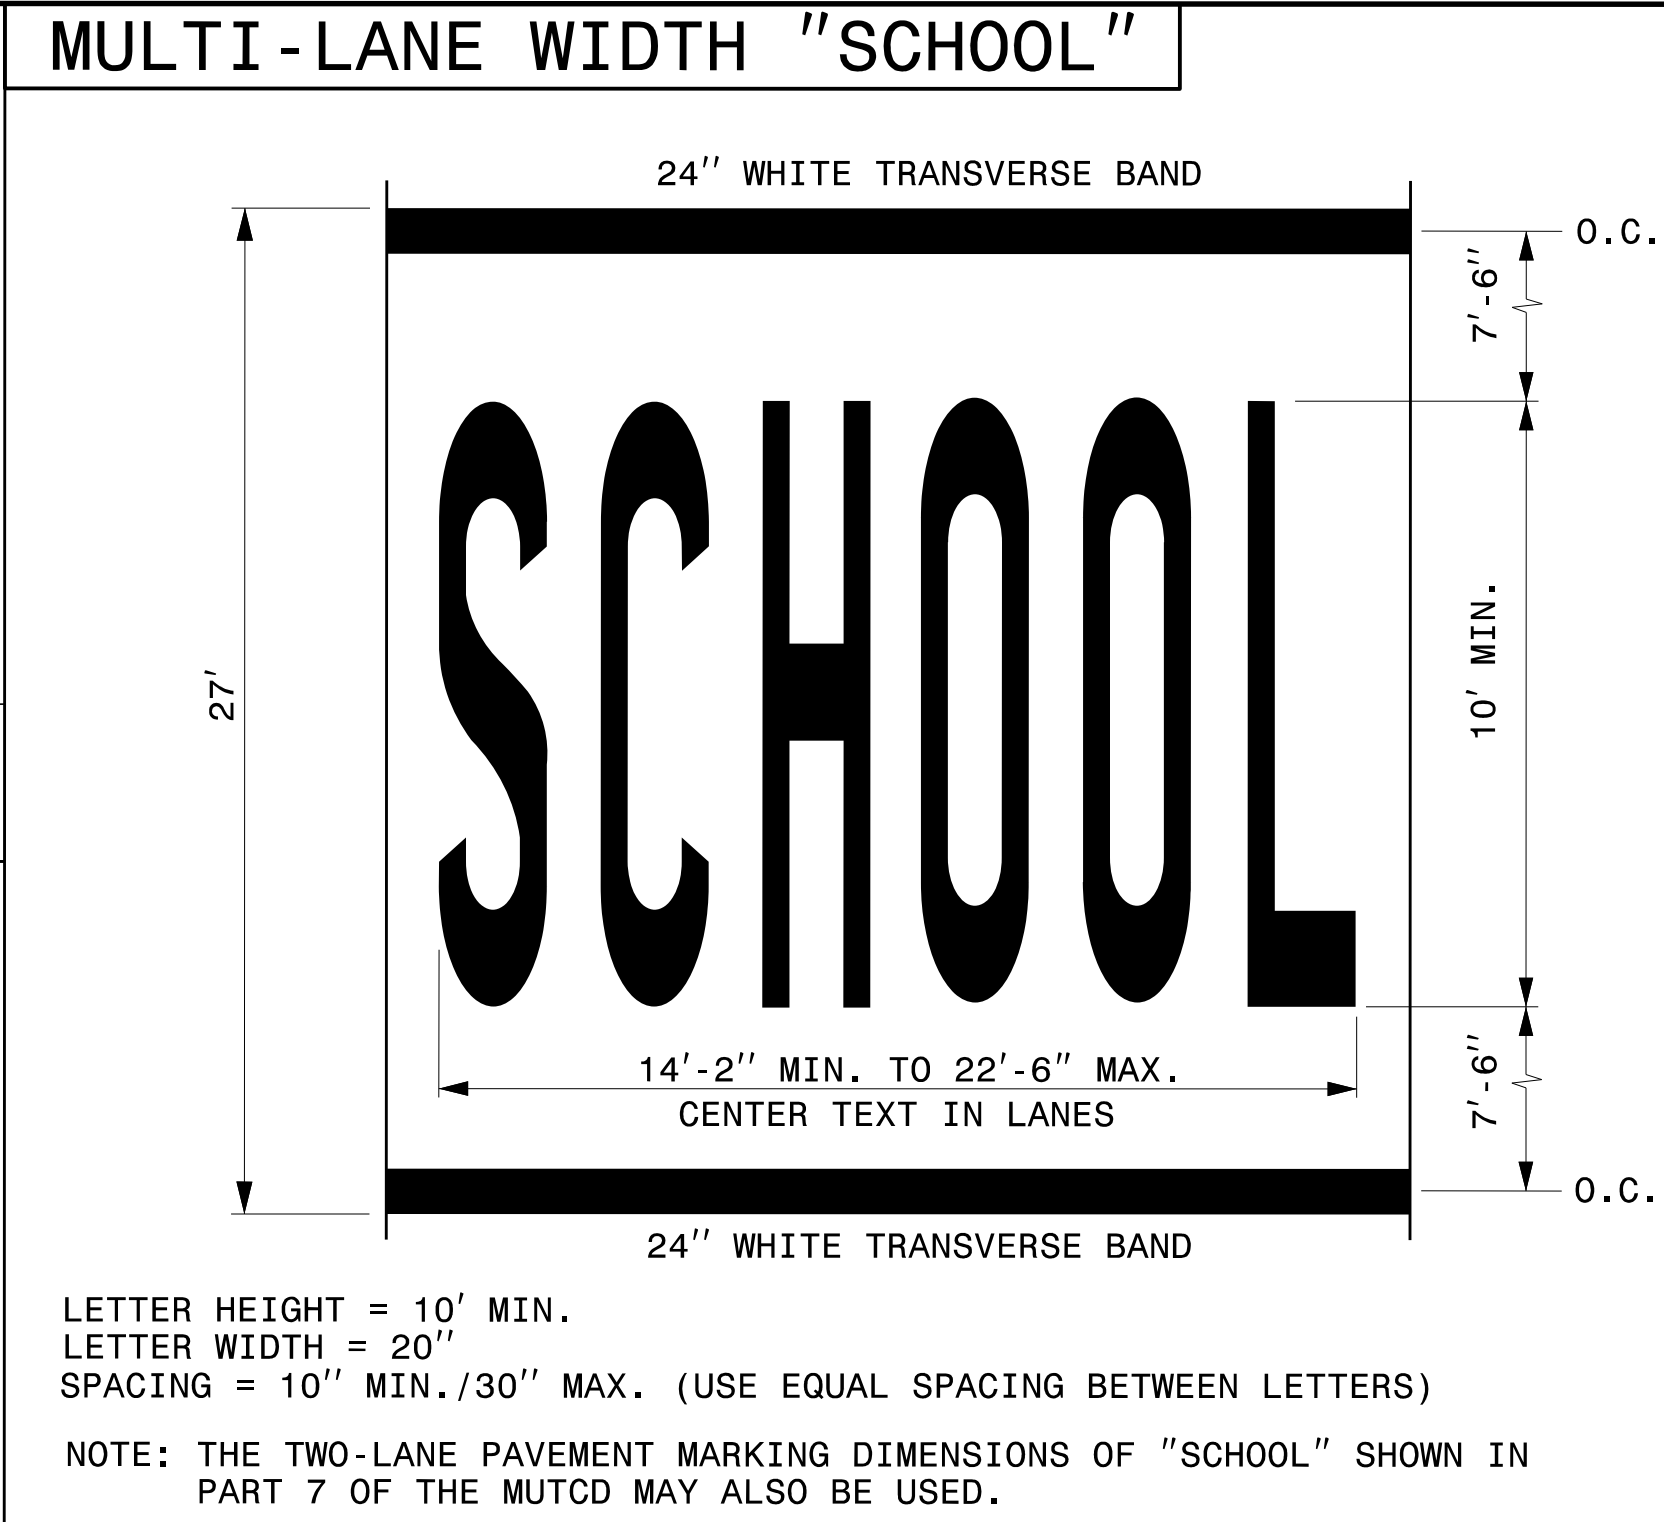 MULTI-LANE WIDTH "SCHOOL"
24" WHITE TRANSVERSE BAND
O.C.
7'-6"
SCHOOL
27'
10' MIN.
14'-2" MIN. TO 22'-6" MAX.
CENTER TEXT IN LANES
7'-6"
O.C.
24" WHITE TRANSVERSE BAND
LETTER HEIGHT = 10' MIN.
LETTER WIDTH = 20"
SPACING = 10" MIN./30" MAX. (USE EQUAL SPACING BETWEEN LETTERS)
NOTE: THE TWO-LANE PAVEMENT MARKING DIMENSIONS OF "SCHOOL" SHOWN IN
PART 7 OF THE MUTCD MAY ALSO BE USED.